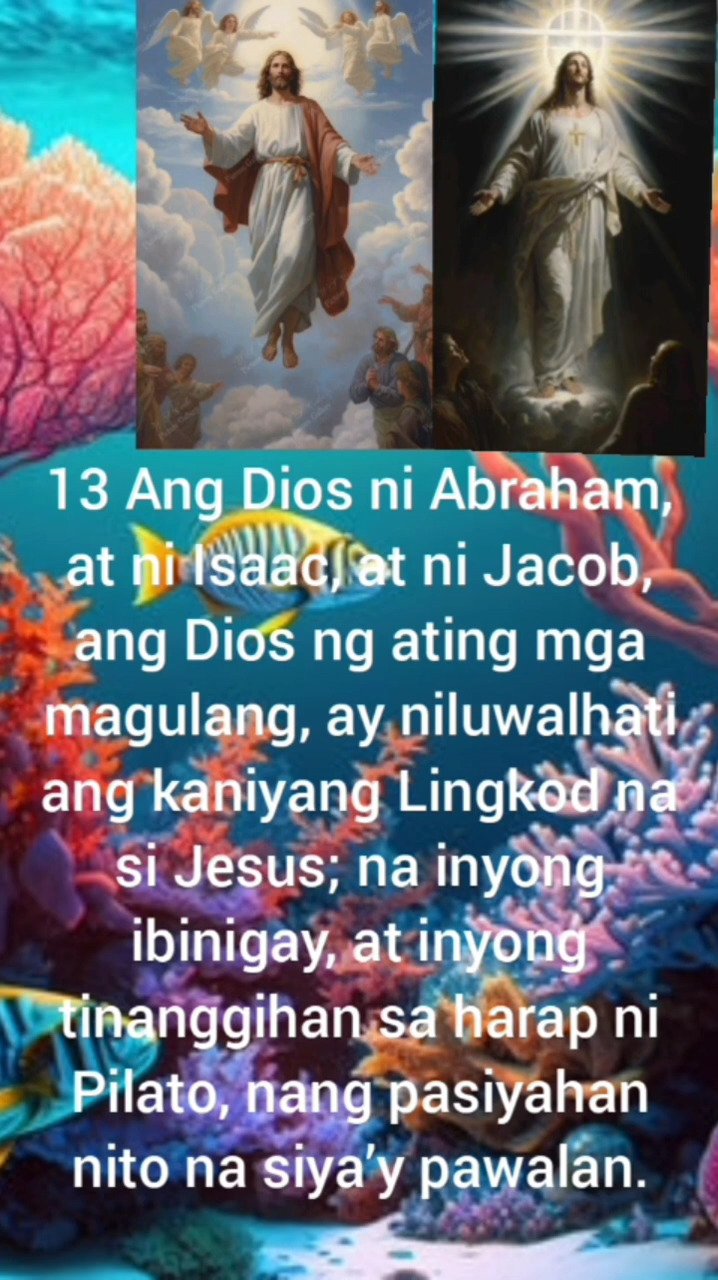 13 Ang Dios ni Abraham,
at ni Isaac, at ni Jacob,
ang Dios ng ating mga
magulang, ay niluwalhati
ang kaniyang Lingkod na
si Jesus; na inyong
ibinigay, at inyong
tinanggihan sa harap ni
Pilato, nang pasiyahan
nito na siya’y pawalan.